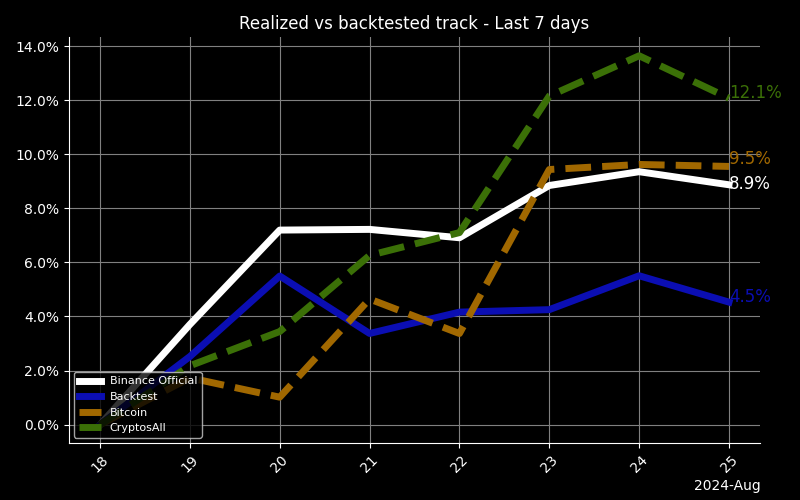 Realized vs backtested track - Last 7 days
14.0%
12.0%
10.0%
8.0%
6.0%
4.0%
2.0%
0.0%
12.1%
9.5%
8.9%
4.5%
Binance Official
Backtest
Bitcoin
CryptosAll
18 19 20 21 22 23 24 25
2024-Aug